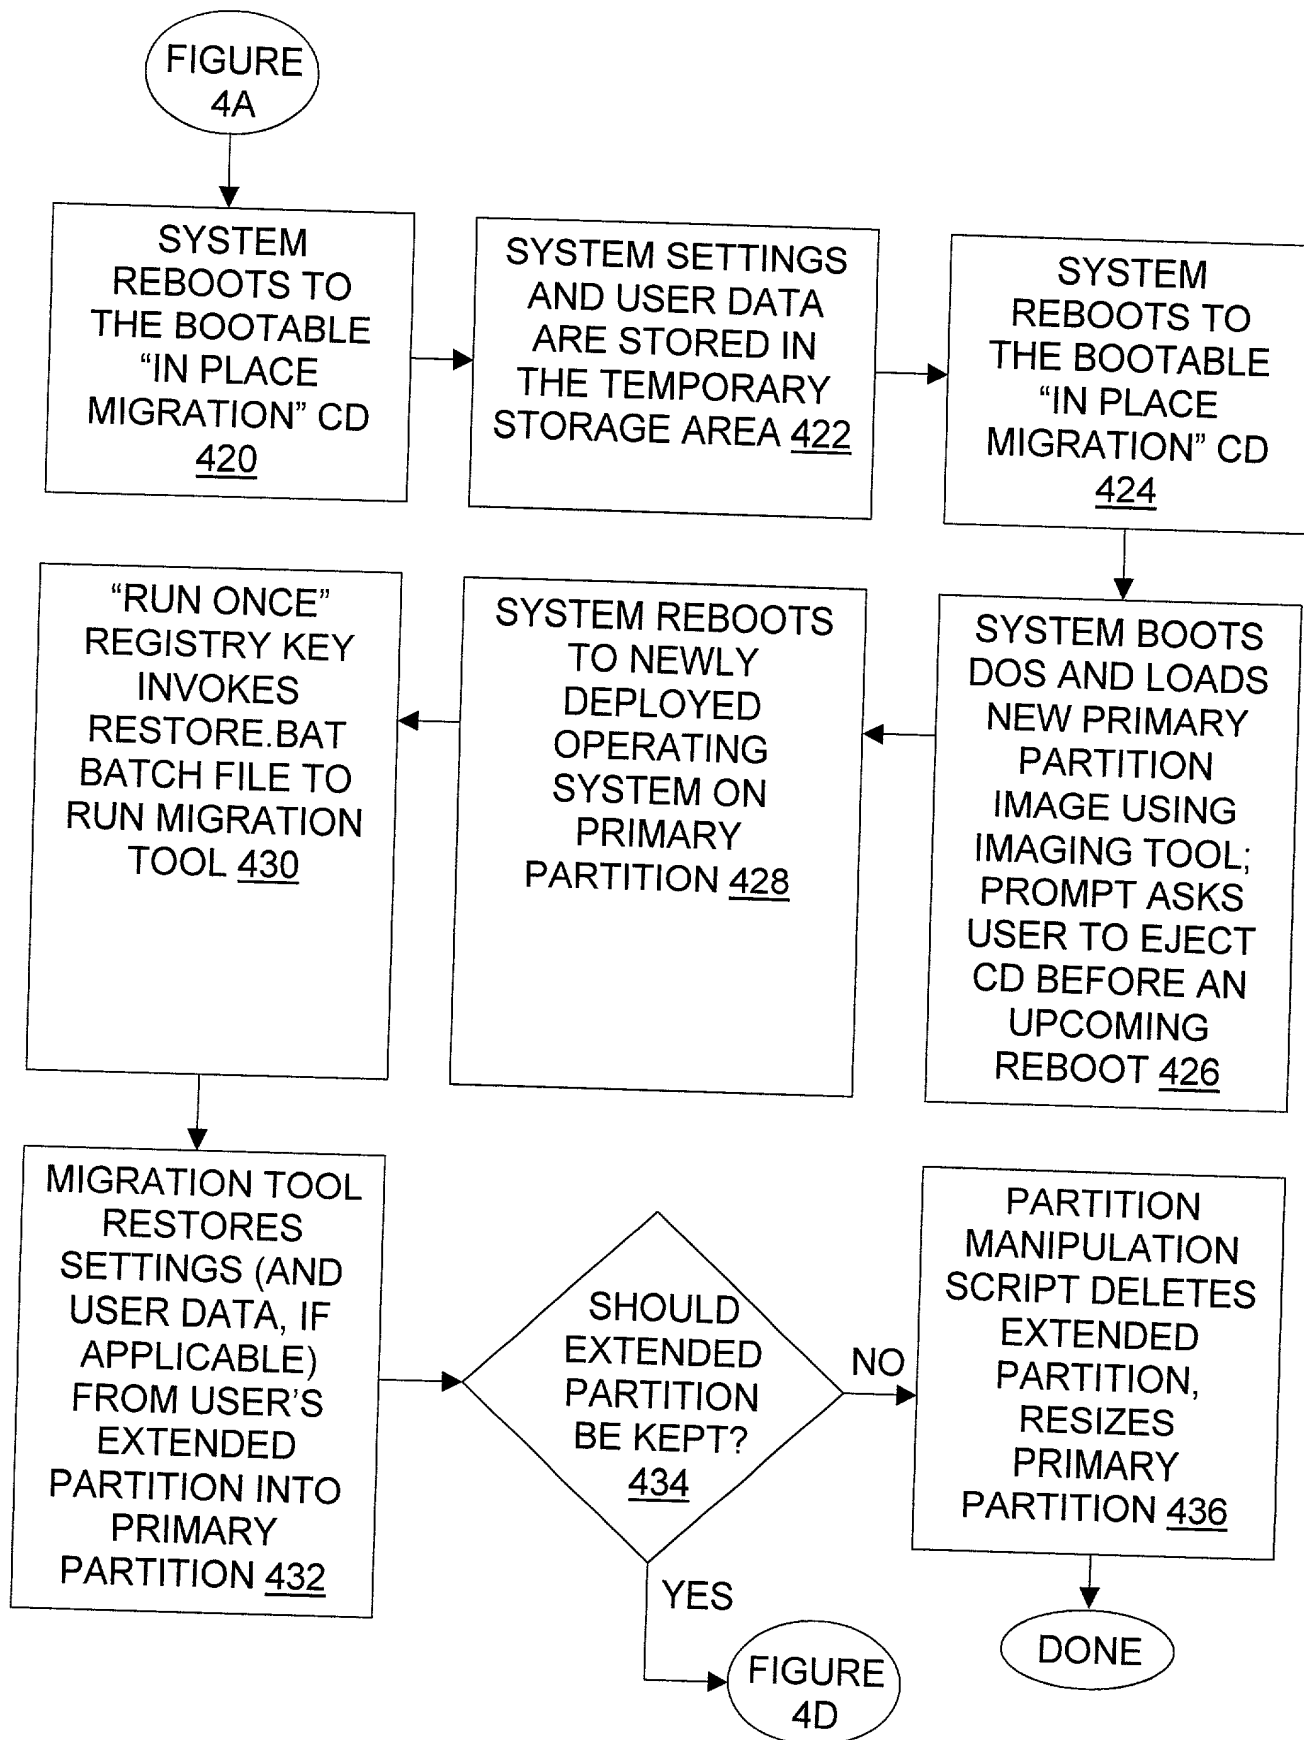 FIGURE
4A
SYSTEM
REBOOTS TO
THE BOOTABLE
“IN PLACE
MIGRATION” CD
420
SYSTEM SETTINGS
AND USER DATA
ARE STORED IN
THE TEMPORARY
STORAGE AREA 422
SYSTEM
REBOOTS TO
THE BOOTABLE
“IN PLACE
MIGRATION” CD
424
SYSTEM BOOTS
DOS AND LOADS
NEW PRIMARY
PARTITION
IMAGE USING
IMAGING TOOL;
PROMPT ASKS
USER TO EJECT
CD BEFORE AN
UPCOMING
REBOOT 426
SYSTEM REBOOTS
TO NEWLY
DEPLOYED
OPERATING
SYSTEM ON
PRIMARY
PARTITION 428
“RUN ONCE”
REGISTRY KEY
INVOKES
RESTORE.BAT
BATCH FILE TO
RUN MIGRATION
TOOL 430
MIGRATION TOOL
RESTORES
SETTINGS (AND
USER DATA, IF
APPLICABLE)
FROM USER’S
EXTENDED
PARTITION INTO
PRIMARY
PARTITION 432
SHOULD
EXTENDED
PARTITION
BE KEPT?
434
NO
YES
PARTITION
MANIPULATION
SCRIPT DELETES
EXTENDED
PARTITION,
RESIZES
PRIMARY
PARTITION 436
DONE
FIGURE
4D